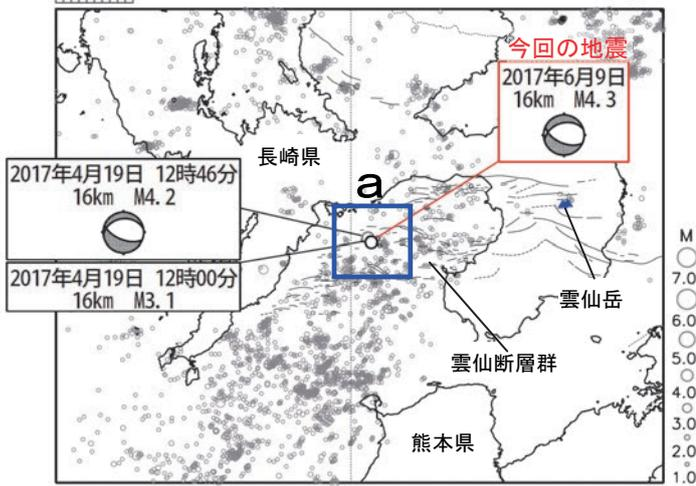 今回の地震
2017年6月9日
16km M4.3
長崎県
a
2017年4月19日 12時46分
16km M4.2
2017年4月19日 12時00分
16km M3.1
雲仙岳
雲仙断層群
熊本県
M
7.0
6.0
5.0
4.0
3.0
2.0
1.0